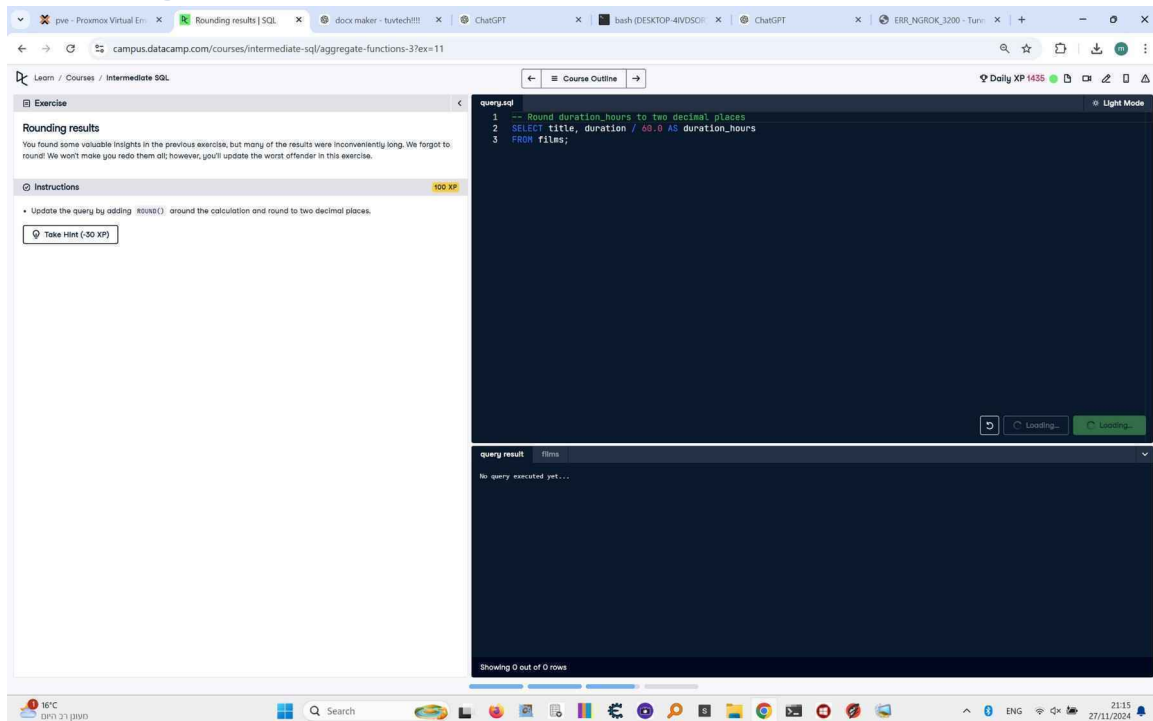 pve - Proxmox Virtual En
Rounding results | SQL
docx maker - tuvtech!!!!
ChatGPT
bash (DESKTOP-4IVDSOR
ChatGPT
ERR_NGROK_3200 - Tunn
campus.datacamp.com/courses/intermediate-sql/aggregate-functions-3?ex=11
Learn / Courses / Intermediate SQL
Course Outline
Daily XP 1435
Exercise
Rounding results
You found some valuable insights in the previous exercise, but many of the results were inconveniently long. We forgot to
round! We won't make you redo them all; however, you'll update the worst offender in this exercise.
Instructions
100 XP
• Update the query by adding ROUND() around the calculation and round to two decimal places.
Take Hint (-30 XP)
query.sql
Light Mode
1 -- Round duration_hours to two decimal places
2 SELECT title, duration / 60.0 AS duration_hours
3 FROM films;
Loading...
Loading...
query result
films
No query executed yet...
Showing 0 out of 0 rows
1
16°C
מעונן רב היום
Search
ENG
21:15
27/11/2024